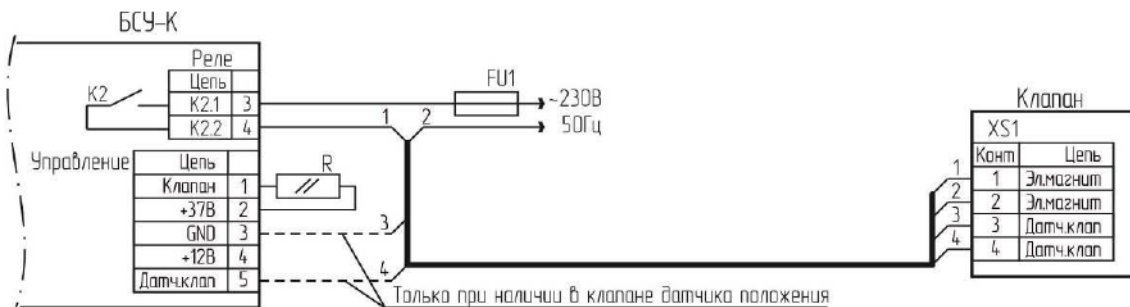 БСУ-К
Реле
Цепь
К2
К2.1 3
К2.2 4
FU1
~230В
50Гц
1 2
Управление
Цепь
Клапан 1
+37В 2
GND 3
+12В 4
Датч.клап 5
R
3
4
Только при наличии в клапане датчика положения
Клапан
XS1
Конт Цепь
1 1 Эл.магнит
2 2 Эл.магнит
3 3 Датч.клап
4 4 Датч.клап